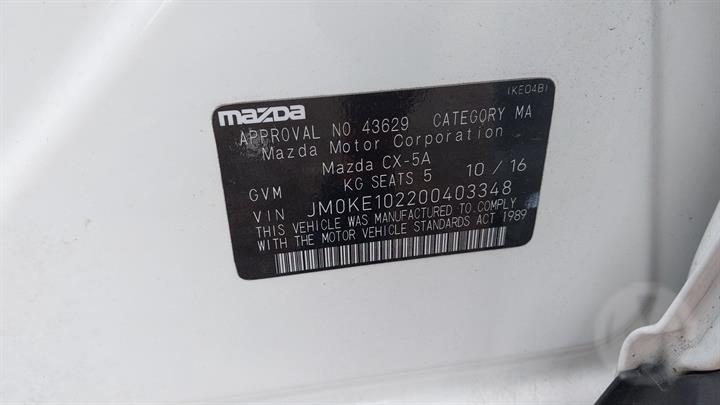 (KE04B)
mazda
APPROVAL NO 43629 CATEGORY MA
Mazda Motor Corporation
Mazda CX-5A
GVM KG SEATS 5 10 / 16
VIN JM0KE102200403348
THIS VEHICLE WAS MANUFACTURED TO COMPLY
WITH THE MOTOR VEHICLE STANDARDS ACT 1989